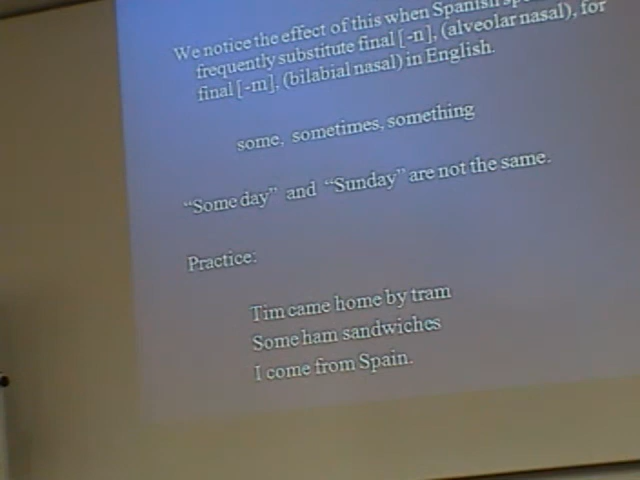 We notice the effect of this when Spanish
frequently substitute final [-n], (alveolar nasal), for
final [-m], (bilabial nasal) in English.
some, sometimes, something
“Some day” and “Sunday” are not the same.
Practice:
Tim came home by tram
Some ham sandwiches
I come from Spain.